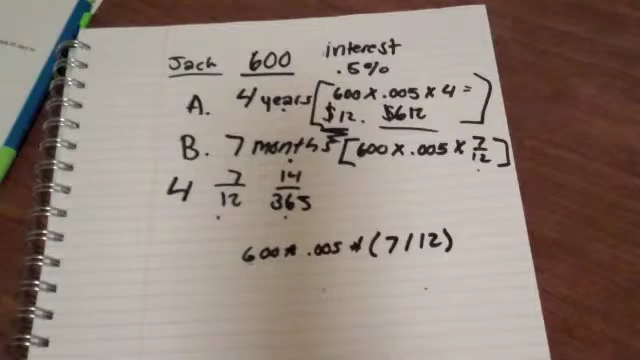 Jack 600 interest
.5%
A. 4 years [600 x .005 x 4 =
$12. $612]
B. 7 months [600 x .005 x 7/12]
4 7/12 14/365
600 * .005 * (7/12)